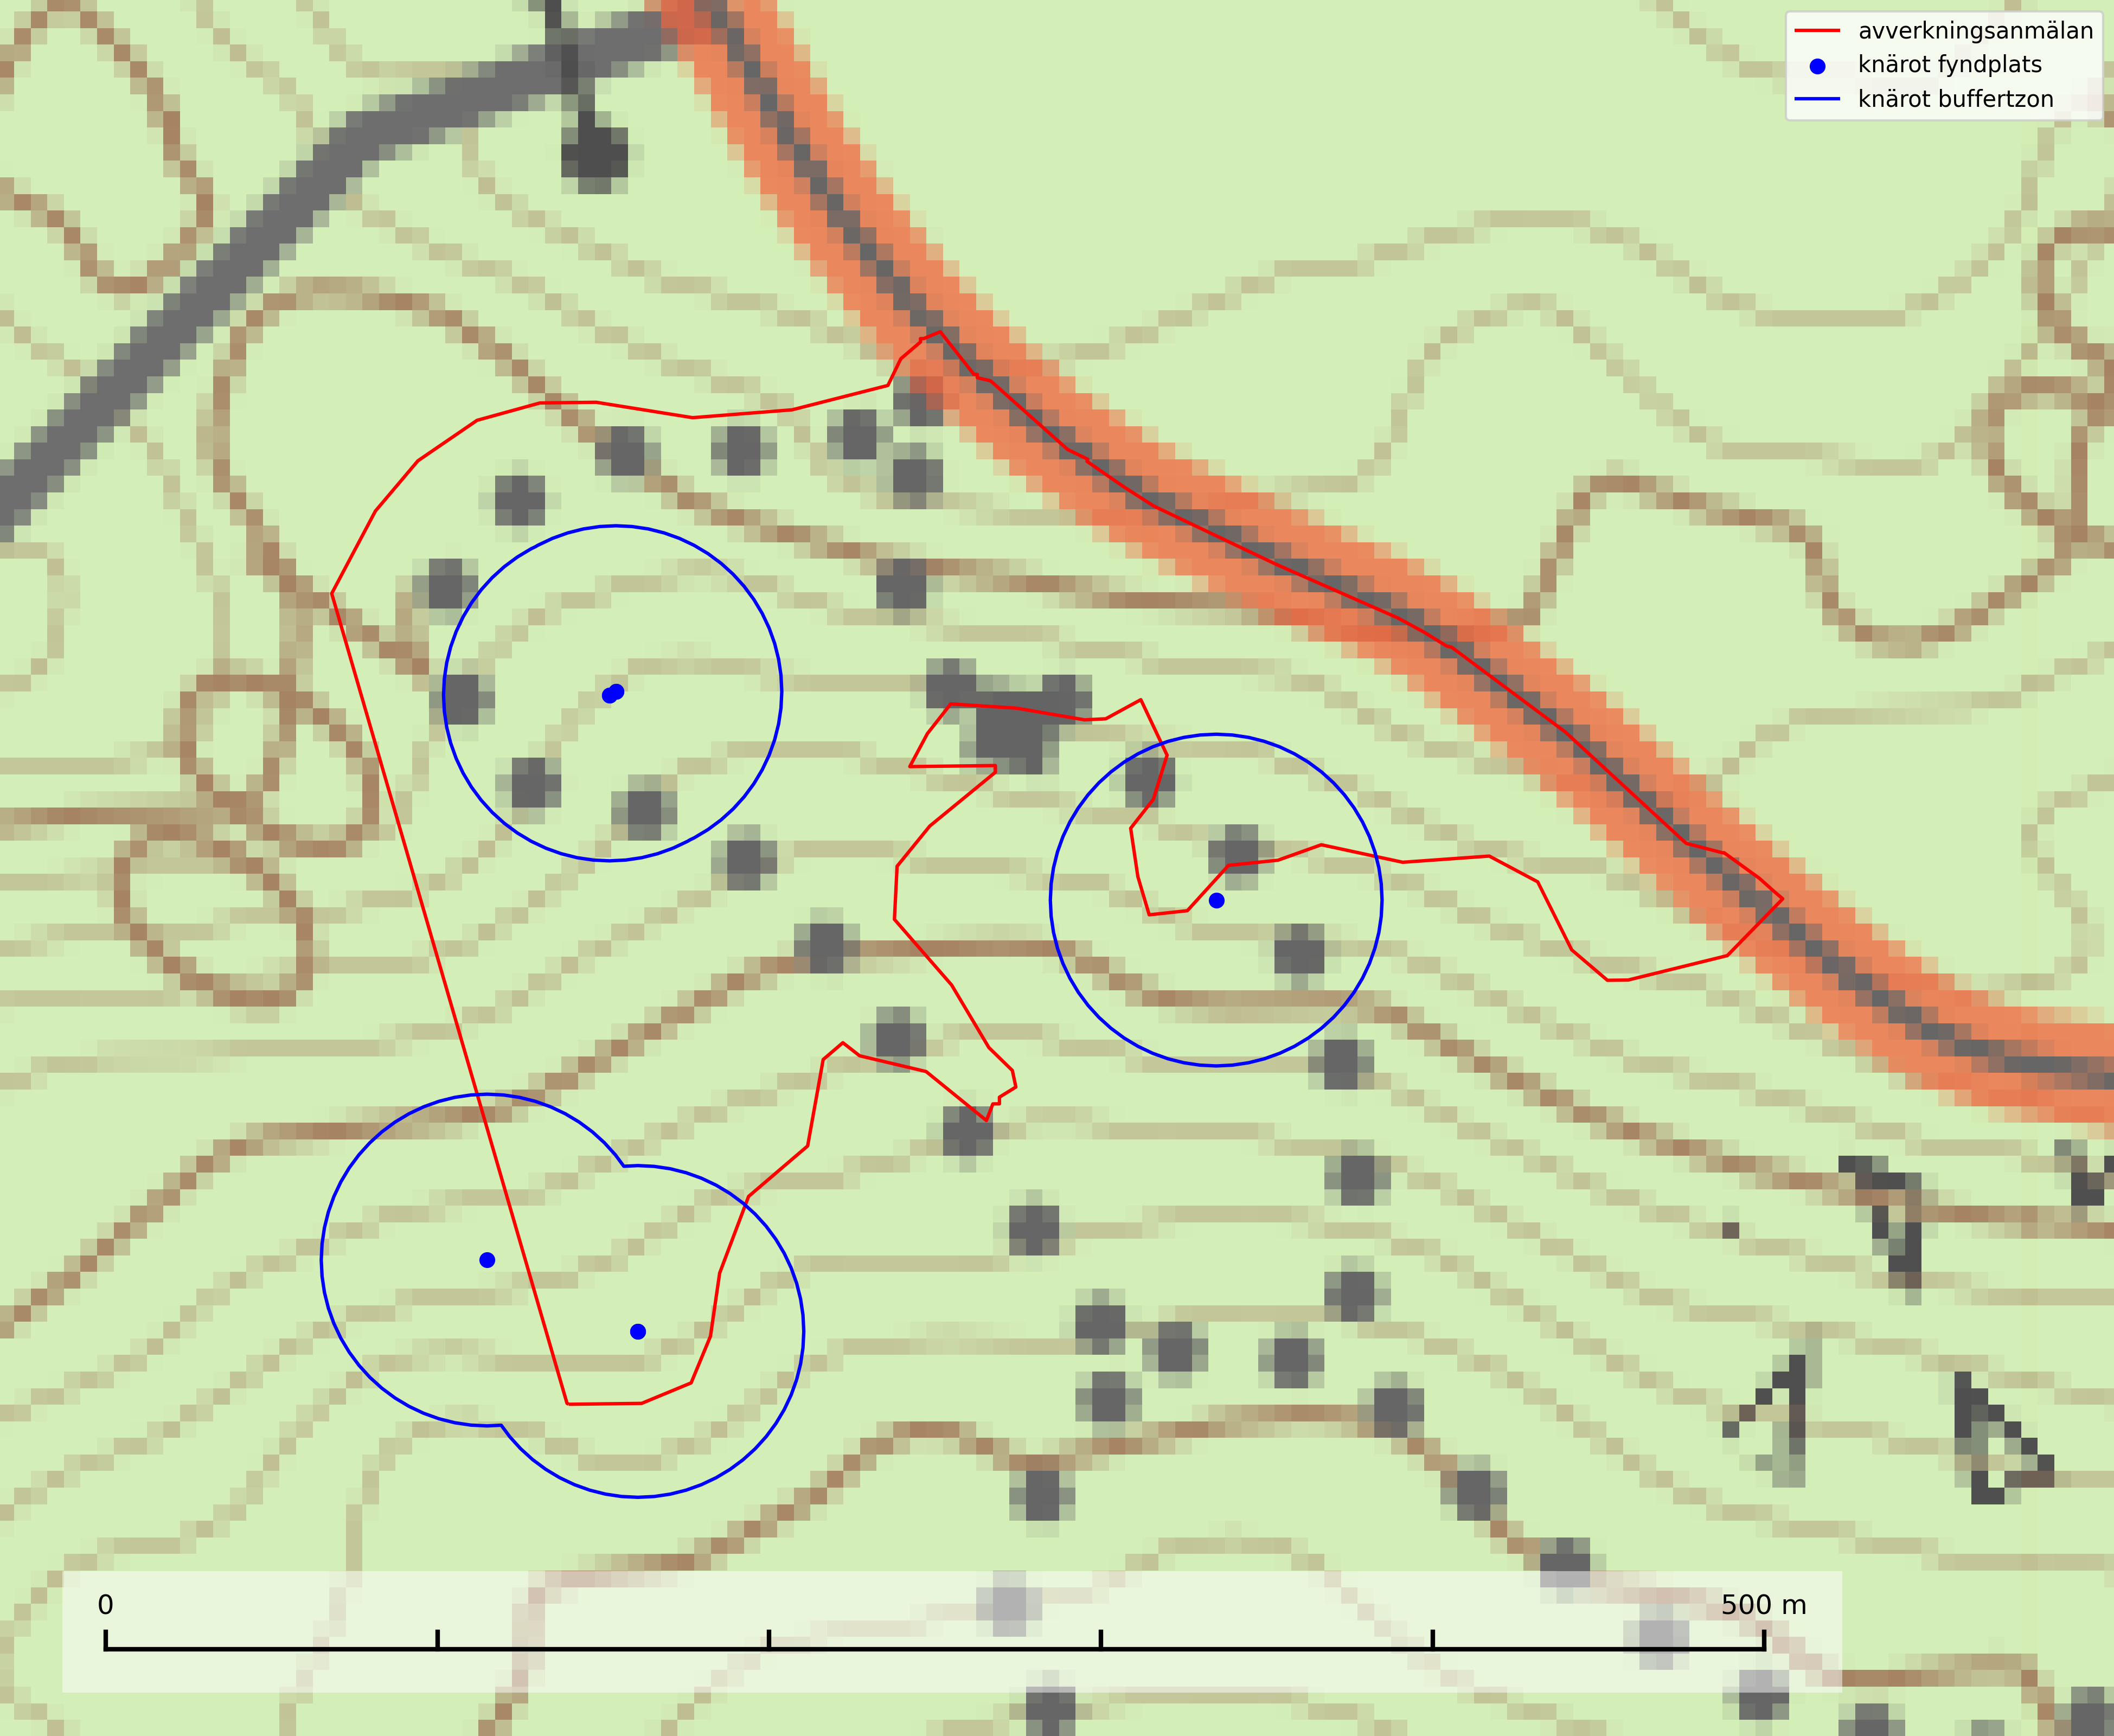 avverkningsanmälan
knärot fyndplats
knärot buffertzon
0
500 m